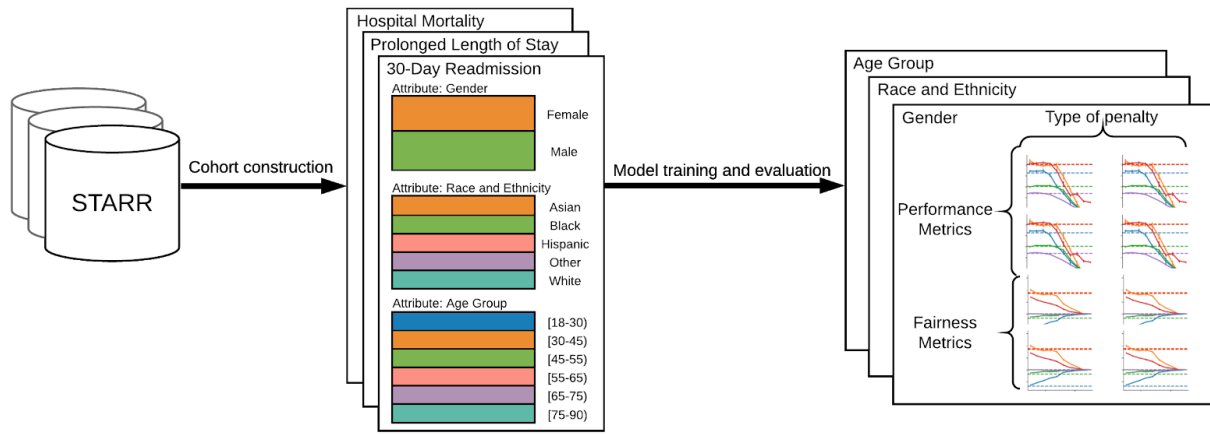 STARR
Cohort construction
Hospital Mortality
Prolonged Length of Stay
30-Day Readmission
Attribute: Gender
Female
Male
Attribute: Race and Ethnicity
Asian
Black
Hispanic
Other
White
Attribute: Age Group
[18-30)
[30-45)
[45-55)
[55-65)
[65-75)
[75-90)
Model training and evaluation
Age Group
Race and Ethnicity
Gender
Type of penalty
Performance
Metrics
Fairness
Metrics